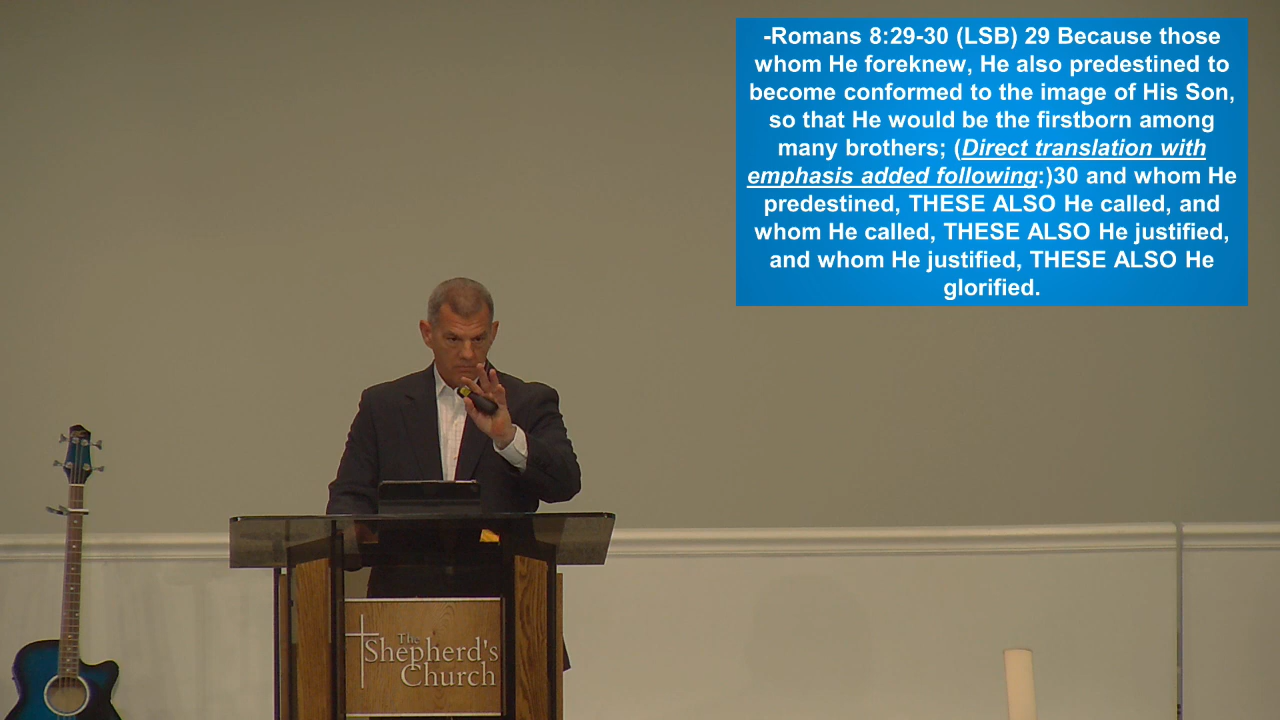 -Romans 8:29-30 (LSB) 29 Because those
whom He foreknew, He also predestined to
become conformed to the image of His Son,
so that He would be the firstborn among
many brothers; (Direct translation with
emphasis added following:)30 and whom He
predestined, THESE ALSO He called, and
whom He called, THESE ALSO He justified,
and whom He justified, THESE ALSO He
glorified.
The
Shepherd's
Church